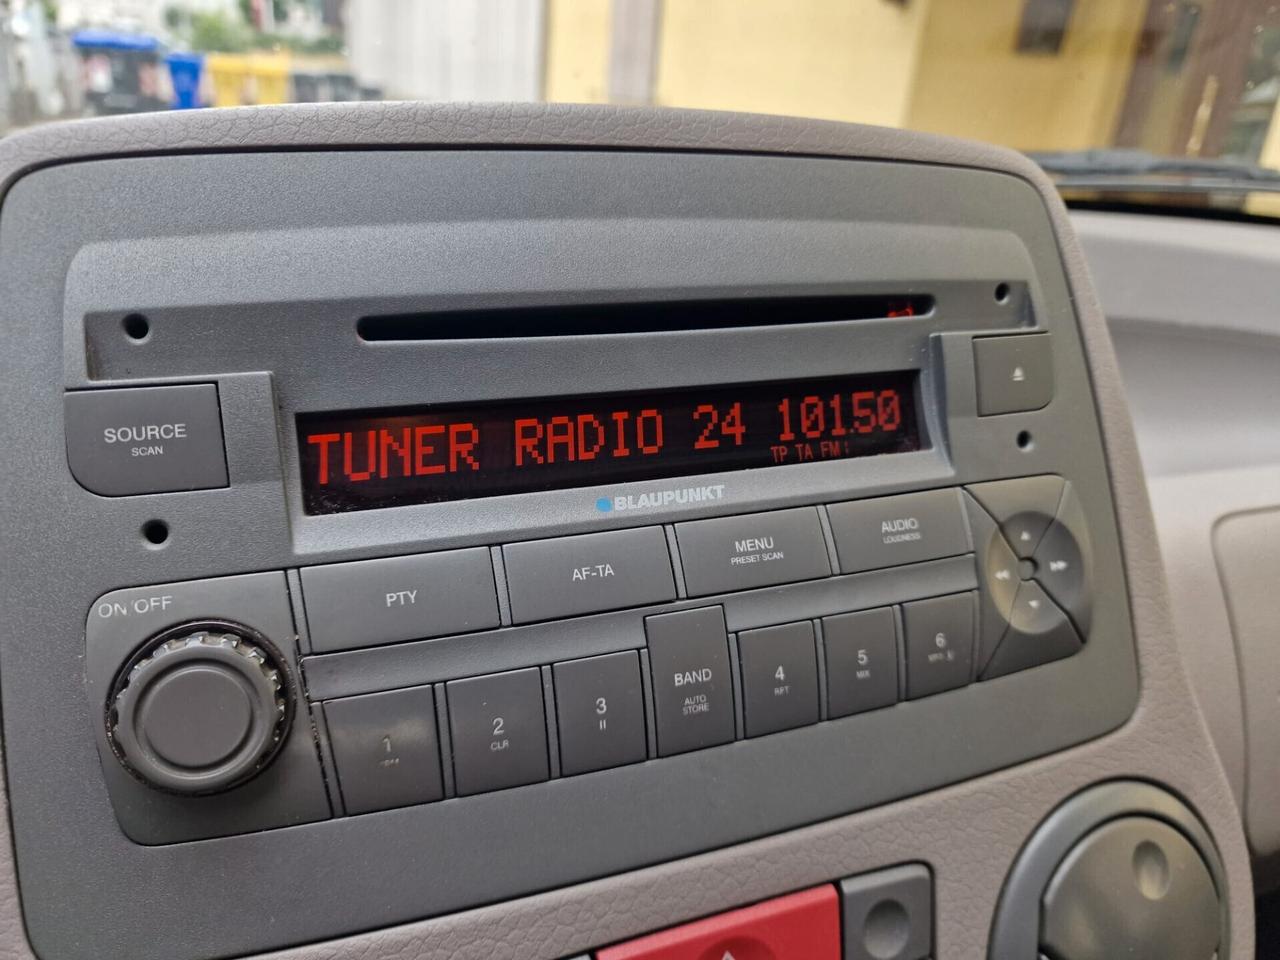 SOURCE
SCAN
TUNER RADIO 24 101.50
TP TA FM
BLAUPUNKT
ON OFF
PTY
AF-TA
MENU
PRESET SCAN
AUDIO
LOUDNESS
1
2
CLR
3
BAND
AUTO
STORE
4
RPT
5
MIX
6